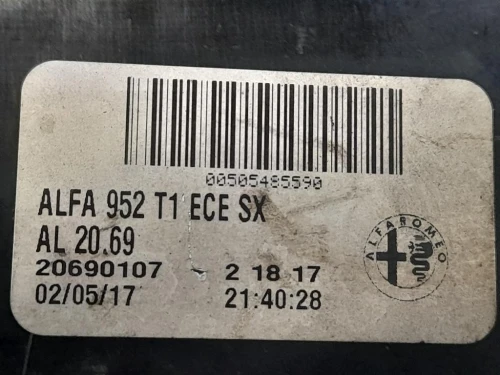 00505485590
ALFA 952 T1 ECE SX
AL 20.69
20690107 2 18 17
02/05/17 21:40:28
ALFA ROMEO